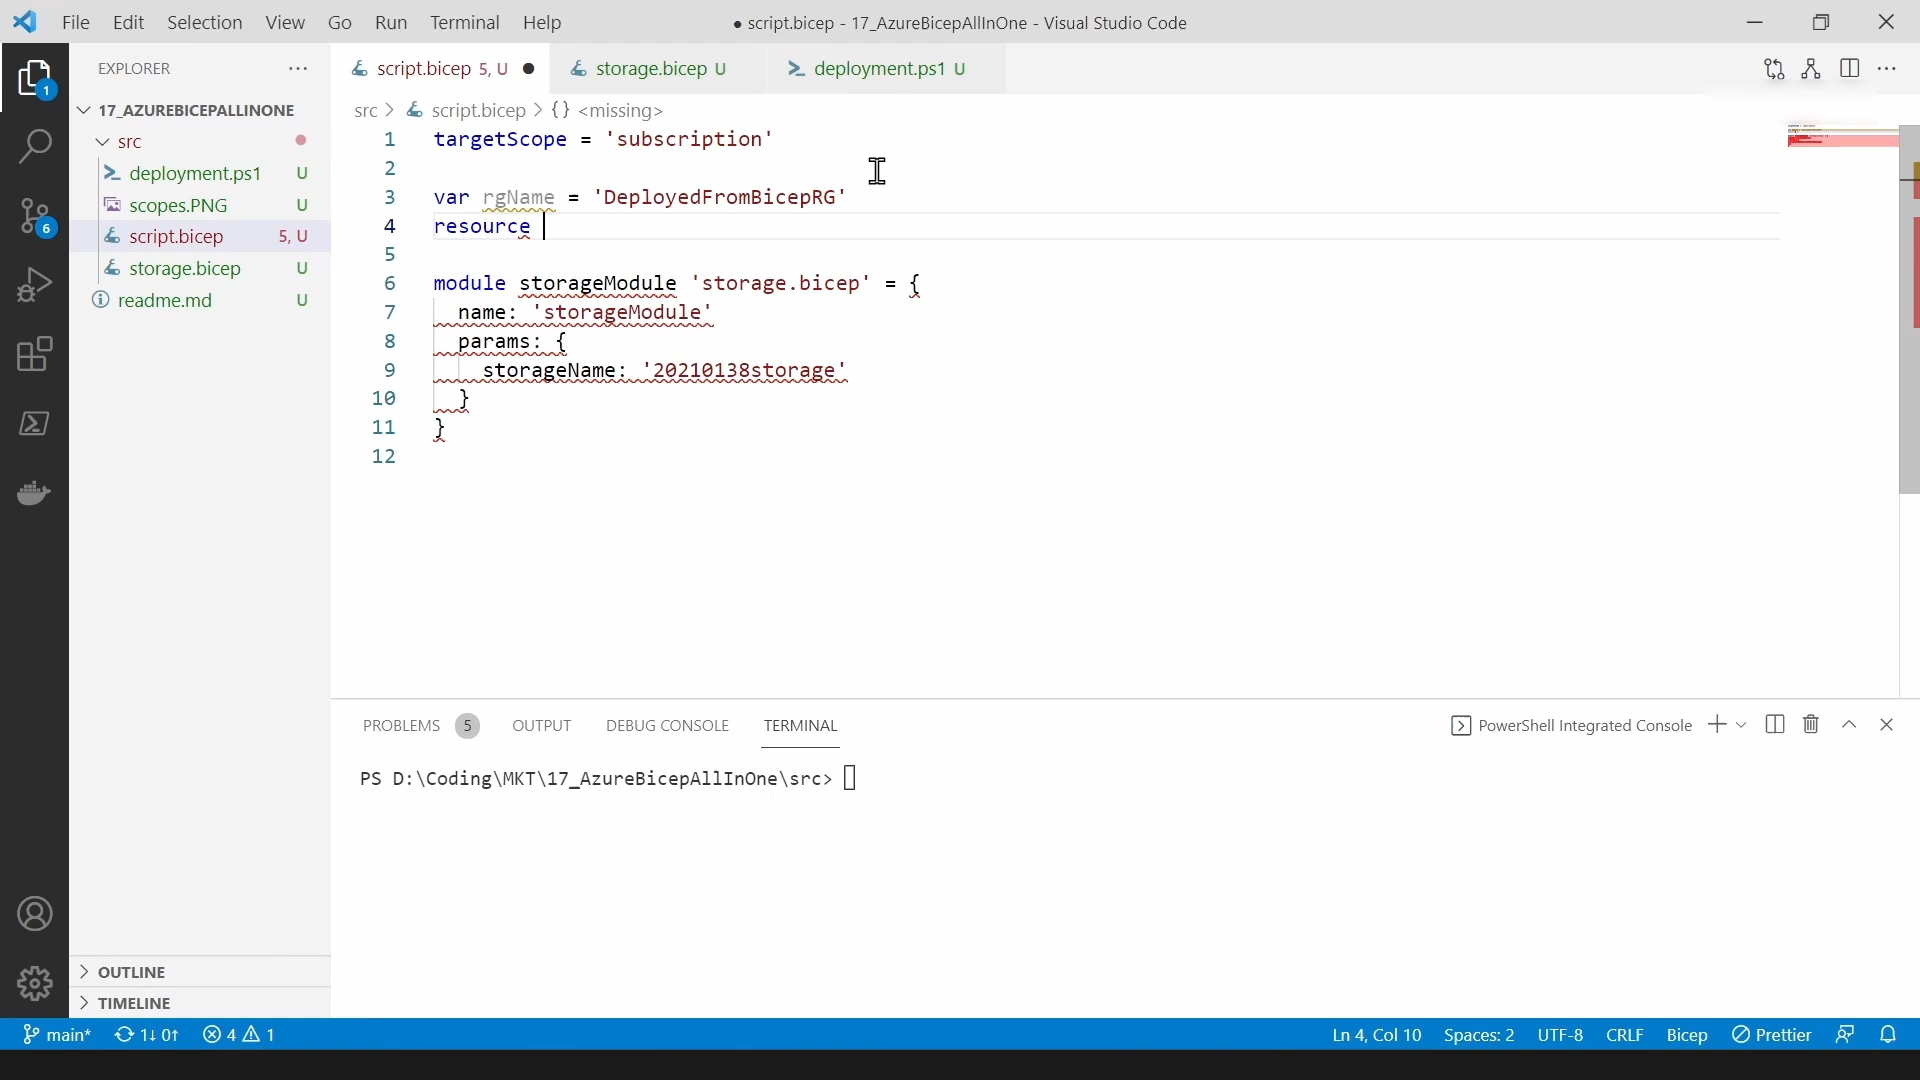 File Edit Selection View Go Run Terminal Help
● script.bicep - 17_AzureBicepAllInOne - Visual Studio Code
EXPLORER
script.bicep 5, U
storage.bicep U
deployment.ps1 U
1
17_AZUREBICEPALLINONE
src
deployment.ps1 U
scopes.PNG U
script.bicep 5, U
storage.bicep U
readme.md U
6
src > script.bicep > {} <missing>
1 targetScope = 'subscription'
2
3 var rgName = 'DeployedFromBicepRG'
4 resource
5
6 module storageModule 'storage.bicep' = {
7 name: 'storageModule'
8 params: {
9 storageName: '20210138storage'
10 }
11 }
12
PROBLEMS 5 OUTPUT DEBUG CONSOLE TERMINAL
PowerShell Integrated Console
PS D:\Coding\MKT\17_AzureBicepAllInOne\src>
OUTLINE
TIMELINE
main* 1↓ 0↑ 4 1
Ln 4, Col 10 Spaces: 2 UTF-8 CRLF Bicep Prettier